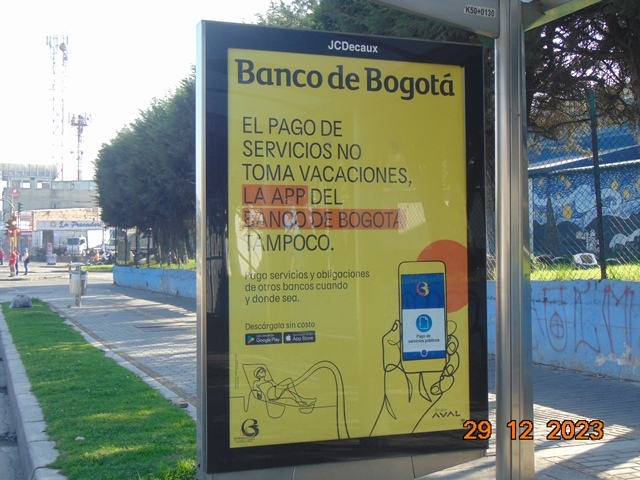 K50+0130
JCDecaux
Banco de Bogotá
EL PAGO DE
SERVICIOS NO
TOMA VACACIONES,
LA APP DEL
BANCO DE BOGOTÁ
TAMPOCO.
Paga servicios y obligaciones
de otros bancos cuando
y donde sea.
Descárgala sin costo
Google Play
App Store
Pago de
servicios públicos
AVAL
29 12 2023